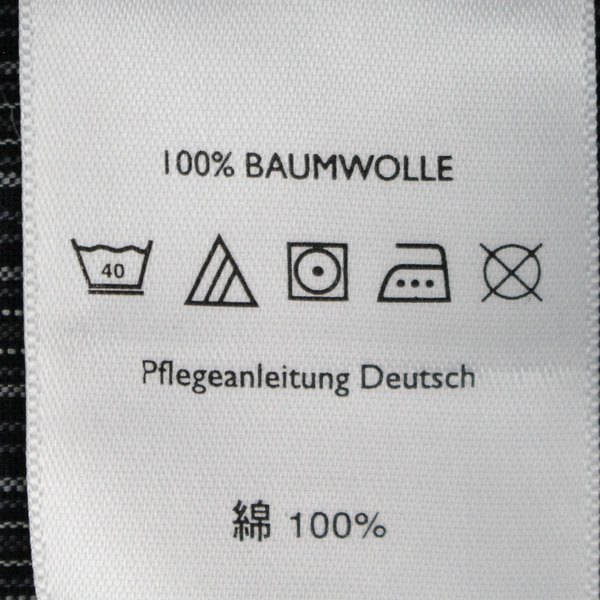 100% BAUMWOLLE
40
Pflegeanleitung Deutsch
綿 100%